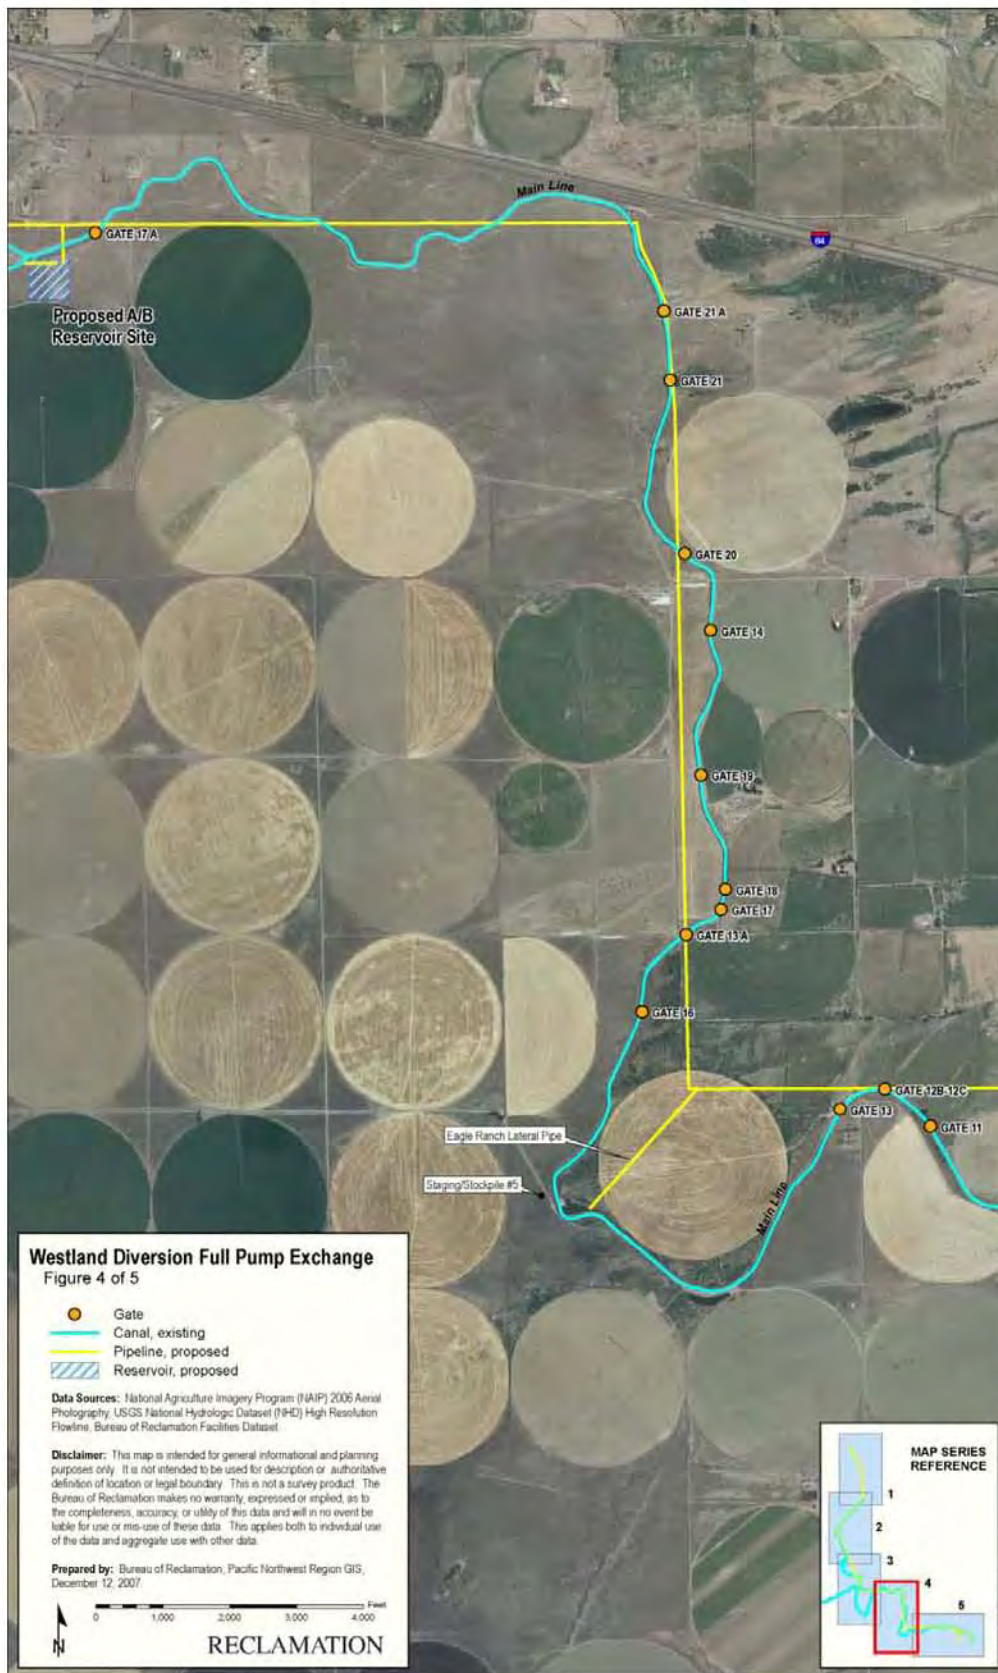 Main Line
GATE 17 A
84
GATE 21 A
Proposed A/B
Reservoir Site
GATE 21
GATE 20
GATE 14
GATE 19
GATE 18
GATE 17
GATE 13 A
GATE 16
GATE 12B-12C
GATE 13
GATE 11
Eagle Ranch Lateral Pipe
Staging/Stockpile #5
Main Line
Westland Diversion Full Pump Exchange
Figure 4 of 5
Gate
Canal, existing
Pipeline, proposed
Reservoir, proposed
Data Sources: National Agriculture Imagery Program (NAIP) 2006 Aerial
Photography, USGS National Hydrologic Dataset (NHD) High Resolution
Flowline, Bureau of Reclamation Facilities Dataset
Disclaimer: This map is intended for general informational and planning
purposes only. It is not intended to be used for description or authoritative
definition of location or legal boundary. This is not a survey product. The
Bureau of Reclamation makes no warranty, expressed or implied, as to
the completeness, accuracy, or utility of this data and will in no event be
liable for use or mis-use of these data. This applies both to individual use
of the data and aggregate use with other data.
Prepared by: Bureau of Reclamation, Pacific Northwest Region GIS,
December 12, 2007
Feet
0 1,000 2,000 3,000 4,000
N
RECLAMATION
MAP SERIES
REFERENCE
1
2
3
4
5